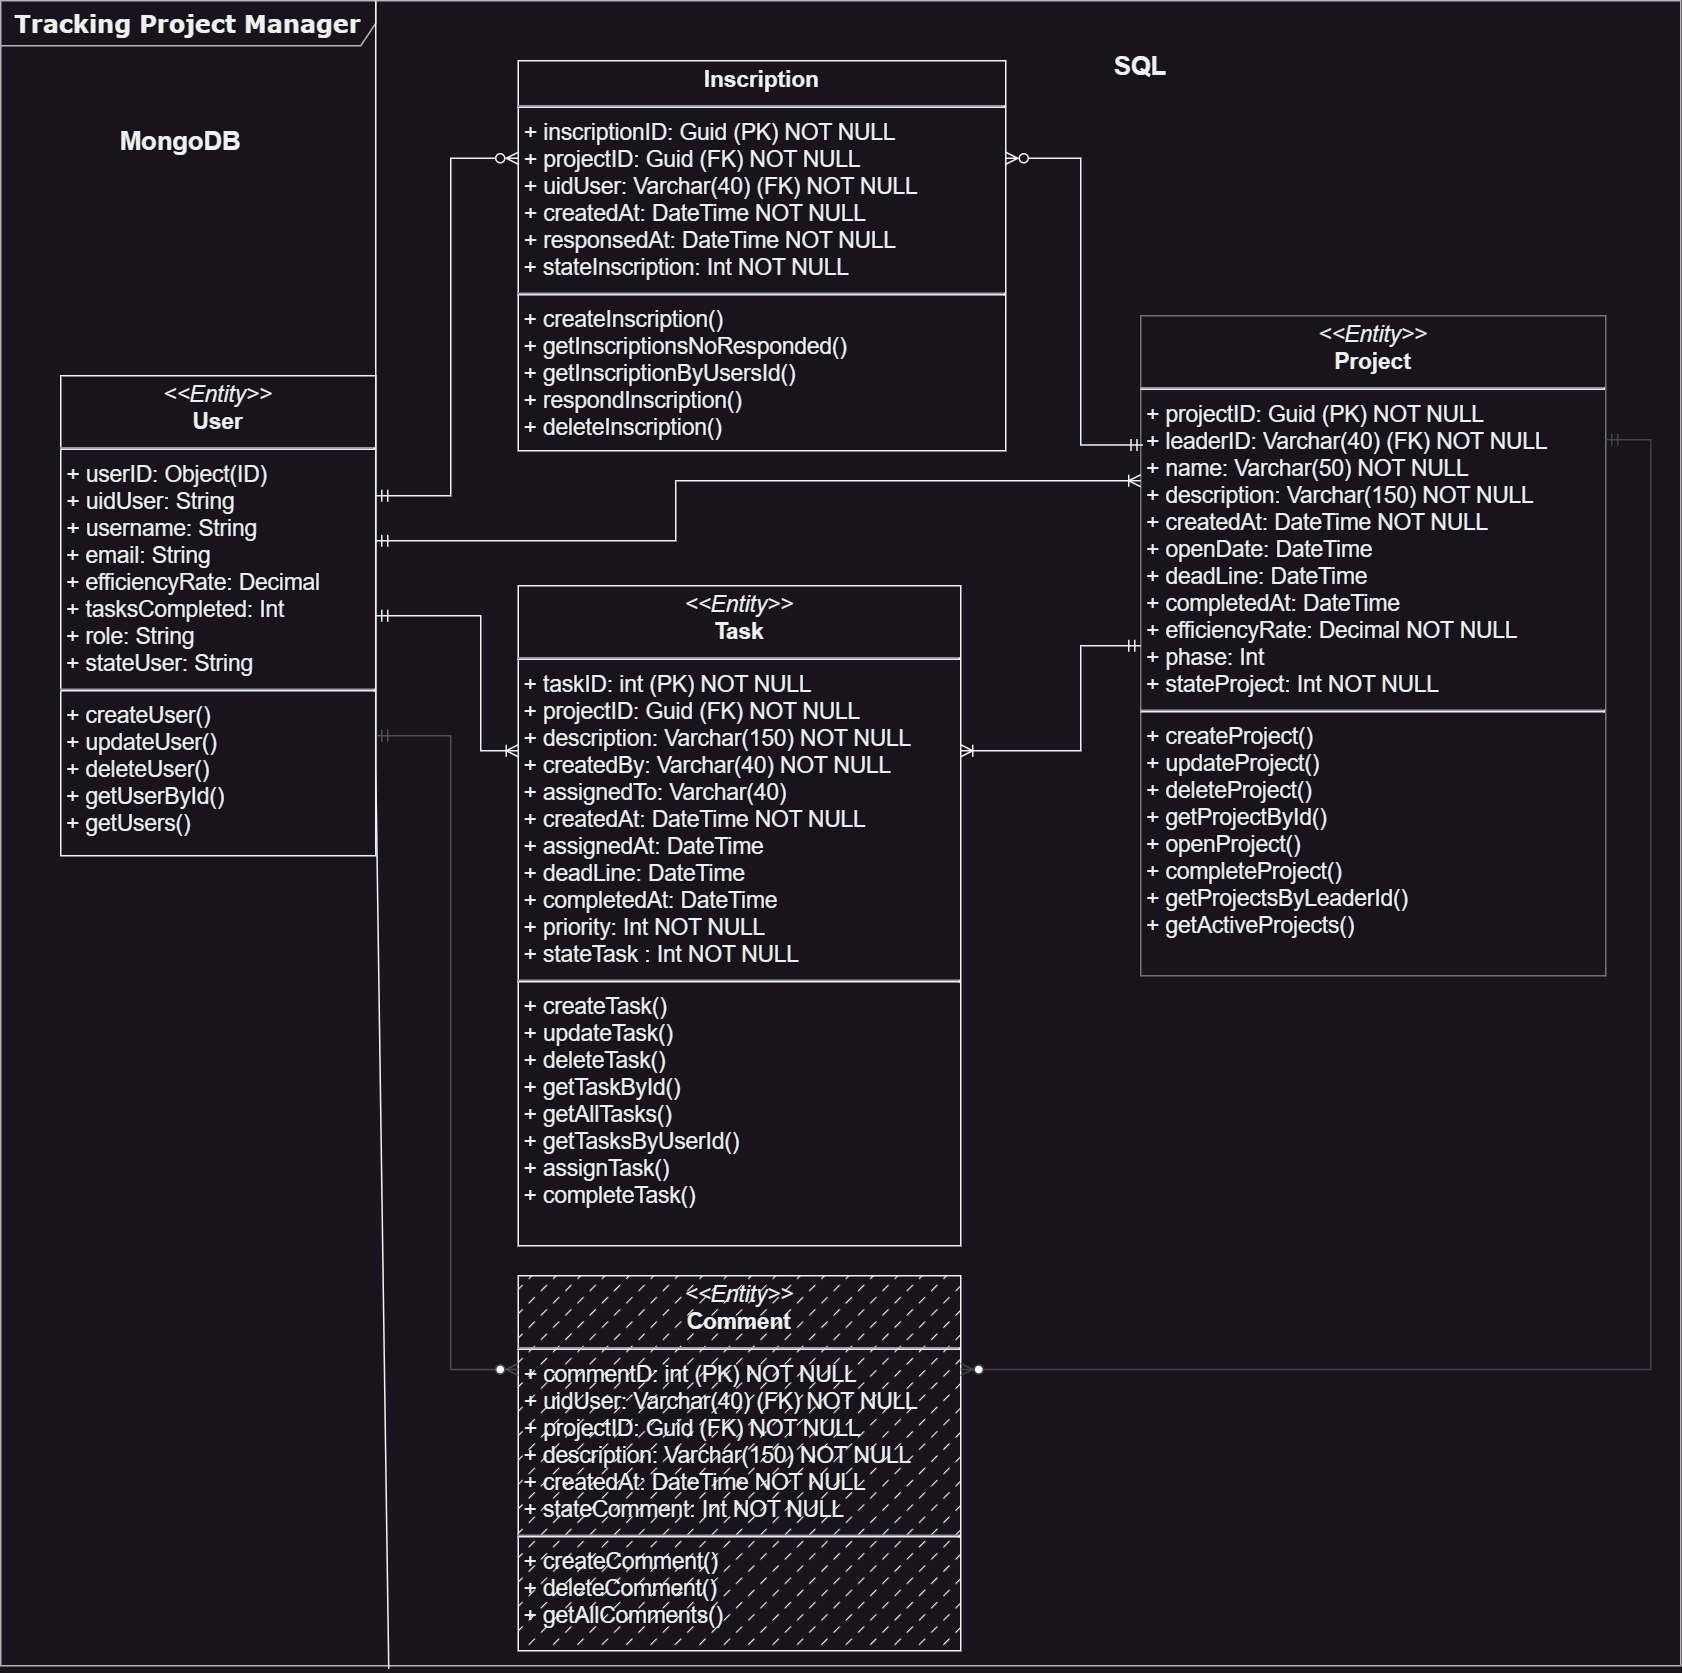 Tracking Project Manager
MongoDB
SQL
Inscription
+ inscriptionID: Guid (PK) NOT NULL
+ projectID: Guid (FK) NOT NULL
+ uidUser: Varchar(40) (FK) NOT NULL
+ createdAt: DateTime NOT NULL
+ responsedAt: DateTime NOT NULL
+ stateInscription: Int NOT NULL
+ createInscription()
+ getInscriptionsNoResponded()
+ getInscriptionByUsersId()
+ respondInscription()
+ deleteInscription()
<<Entity>>
User
+ userID: Object(ID)
+ uidUser: String
+ username: String
+ email: String
+ efficiencyRate: Decimal
+ tasksCompleted: Int
+ role: String
+ stateUser: String
+ createUser()
+ updateUser()
+ deleteUser()
+ getUserById()
+ getUsers()
<<Entity>>
Project
+ projectID: Guid (PK) NOT NULL
+ leaderID: Varchar(40) (FK) NOT NULL
+ name: Varchar(50) NOT NULL
+ description: Varchar(150) NOT NULL
+ createdAt: DateTime NOT NULL
+ openDate: DateTime
+ deadLine: DateTime
+ completedAt: DateTime
+ efficiencyRate: Decimal NOT NULL
+ phase: Int
+ stateProject: Int NOT NULL
+ createProject()
+ updateProject()
+ deleteProject()
+ getProjectById()
+ openProject()
+ completeProject()
+ getProjectsByLeaderId()
+ getActiveProjects()
<<Entity>>
Task
+ taskID: int (PK) NOT NULL
+ projectID: Guid (FK) NOT NULL
+ description: Varchar(150) NOT NULL
+ createdBy: Varchar(40) NOT NULL
+ assignedTo: Varchar(40)
+ createdAt: DateTime NOT NULL
+ assignedAt: DateTime
+ deadLine: DateTime
+ completedAt: DateTime
+ priority: Int NOT NULL
+ stateTask : Int NOT NULL
+ createTask()
+ updateTask()
+ deleteTask()
+ getTaskById()
+ getAllTasks()
+ getTasksByUserId()
+ assignTask()
+ completeTask()
<<Entity>>
Comment
+ commentD: int (PK) NOT NULL
+ uidUser: Varchar(40) (FK) NOT NULL
+ projectID: Guid (FK) NOT NULL
+ description: Varchar(150) NOT NULL
+ createdAt: DateTime NOT NULL
+ stateComment: Int NOT NULL
+ createComment()
+ deleteComment()
+ getAllComments()